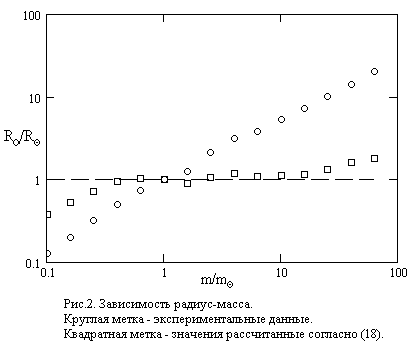 100
10
R☉/R☉
1
0.1
0.1
1
10
100
m/m☉
Рис.2. Зависимость радиус-масса.
Круглая метка - экспериментальные данные.
Квадратная метка - значения рассчитанные согласно (18).